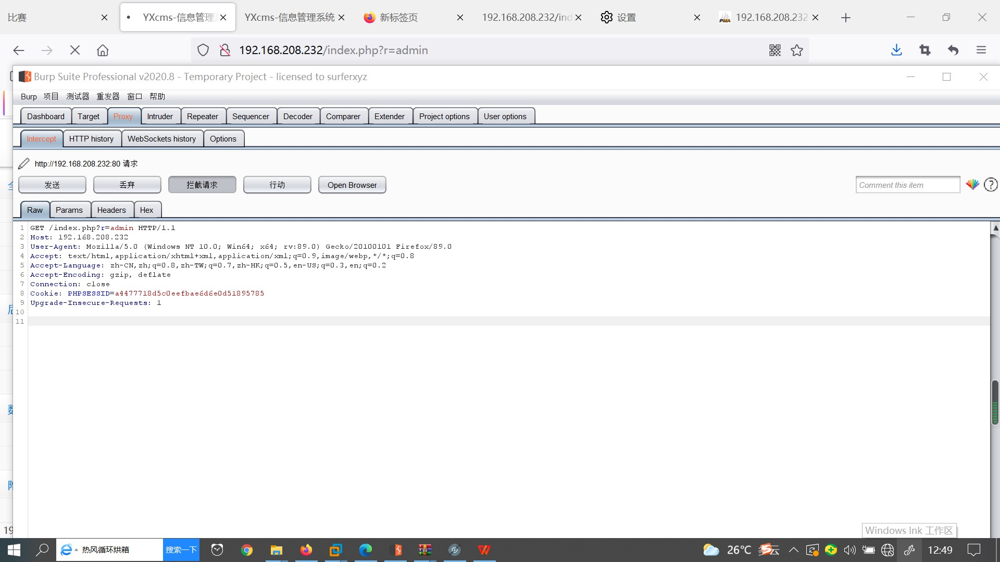 比赛
YXcms-信息管理
YXcms-信息管理系统
新标签页
192.168.208.232/ind
设置
192.168.208.232
192.168.208.232/index.php?r=admin
Burp Suite Professional v2020.8 - Temporary Project - licensed to surferxyz
Burp 项目 测试器 重发器 窗口 帮助
Dashboard Target Proxy Intruder Repeater Sequencer Decoder Comparer Extender Project options User options
Intercept HTTP history WebSockets history Options
http://192.168.208.232:80 请求
发送 丢弃 拦截请求 行动 Open Browser Comment this item ?
Raw Params Headers Hex
1 GET /index.php?r=admin HTTP/1.1
2 Host: 192.168.208.232
3 User-Agent: Mozilla/5.0 (Windows NT 10.0; Win64; x64; rv:89.0) Gecko/20100101 Firefox/89.0
4 Accept: text/html,application/xhtml+xml,application/xml;q=0.9,image/webp,*/*;q=0.8
5 Accept-Language: zh-CN,zh;q=0.8,zh-TW;q=0.7,zh-HK;q=0.5,en-US;q=0.3,en;q=0.2
6 Accept-Encoding: gzip, deflate
7 Connection: close
8 Cookie: PHPSESSID=a4477718d5c0eefbae6d6e0d51895785
9 Upgrade-Insecure-Requests: 1
10
11
19
Windows Ink 工作区
热风循环烘箱 搜索一下 26°C 12:49